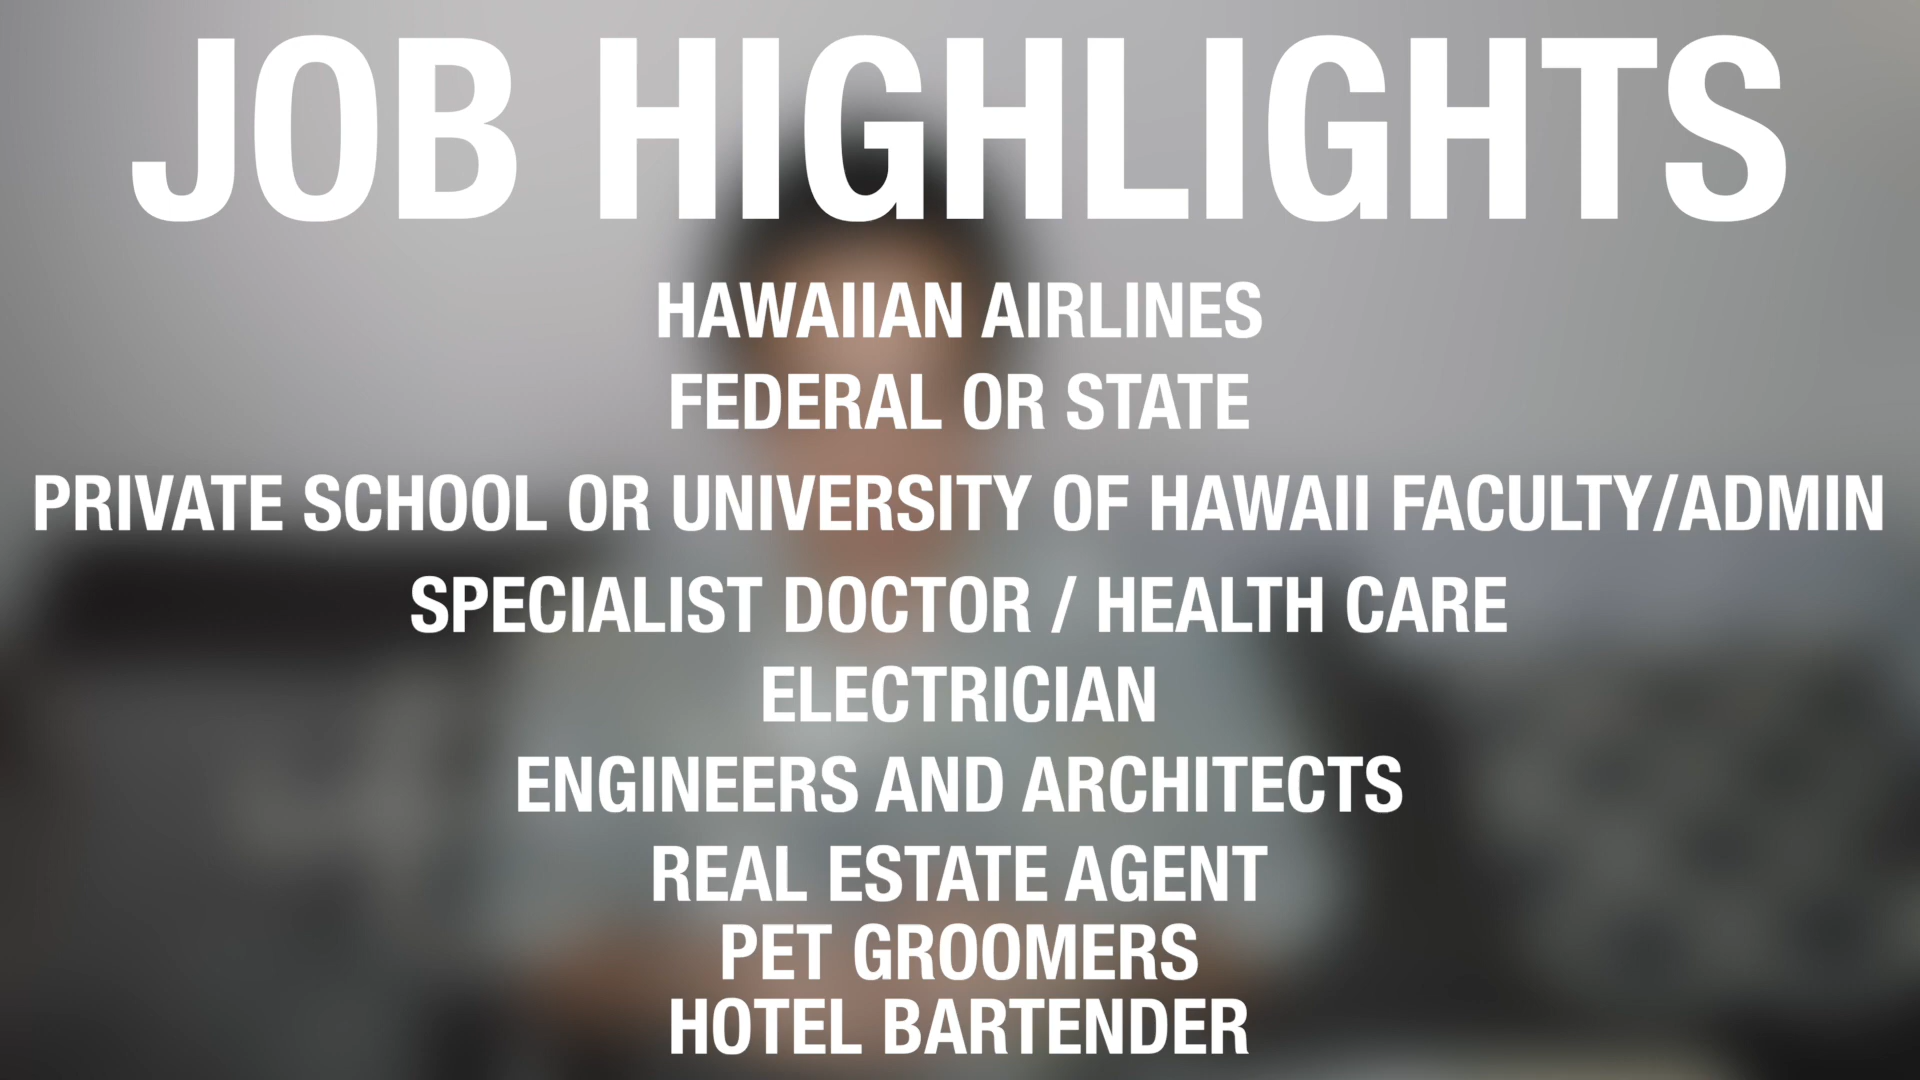 JOB HIGHLIGHTS
HAWAIIAN AIRLINES
FEDERAL OR STATE
PRIVATE SCHOOL OR UNIVERSITY OF HAWAII FACULTY/ADMIN
SPECIALIST DOCTOR / HEALTH CARE
ELECTRICIAN
ENGINEERS AND ARCHITECTS
REAL ESTATE AGENT
PET GROOMERS
HOTEL BARTENDER